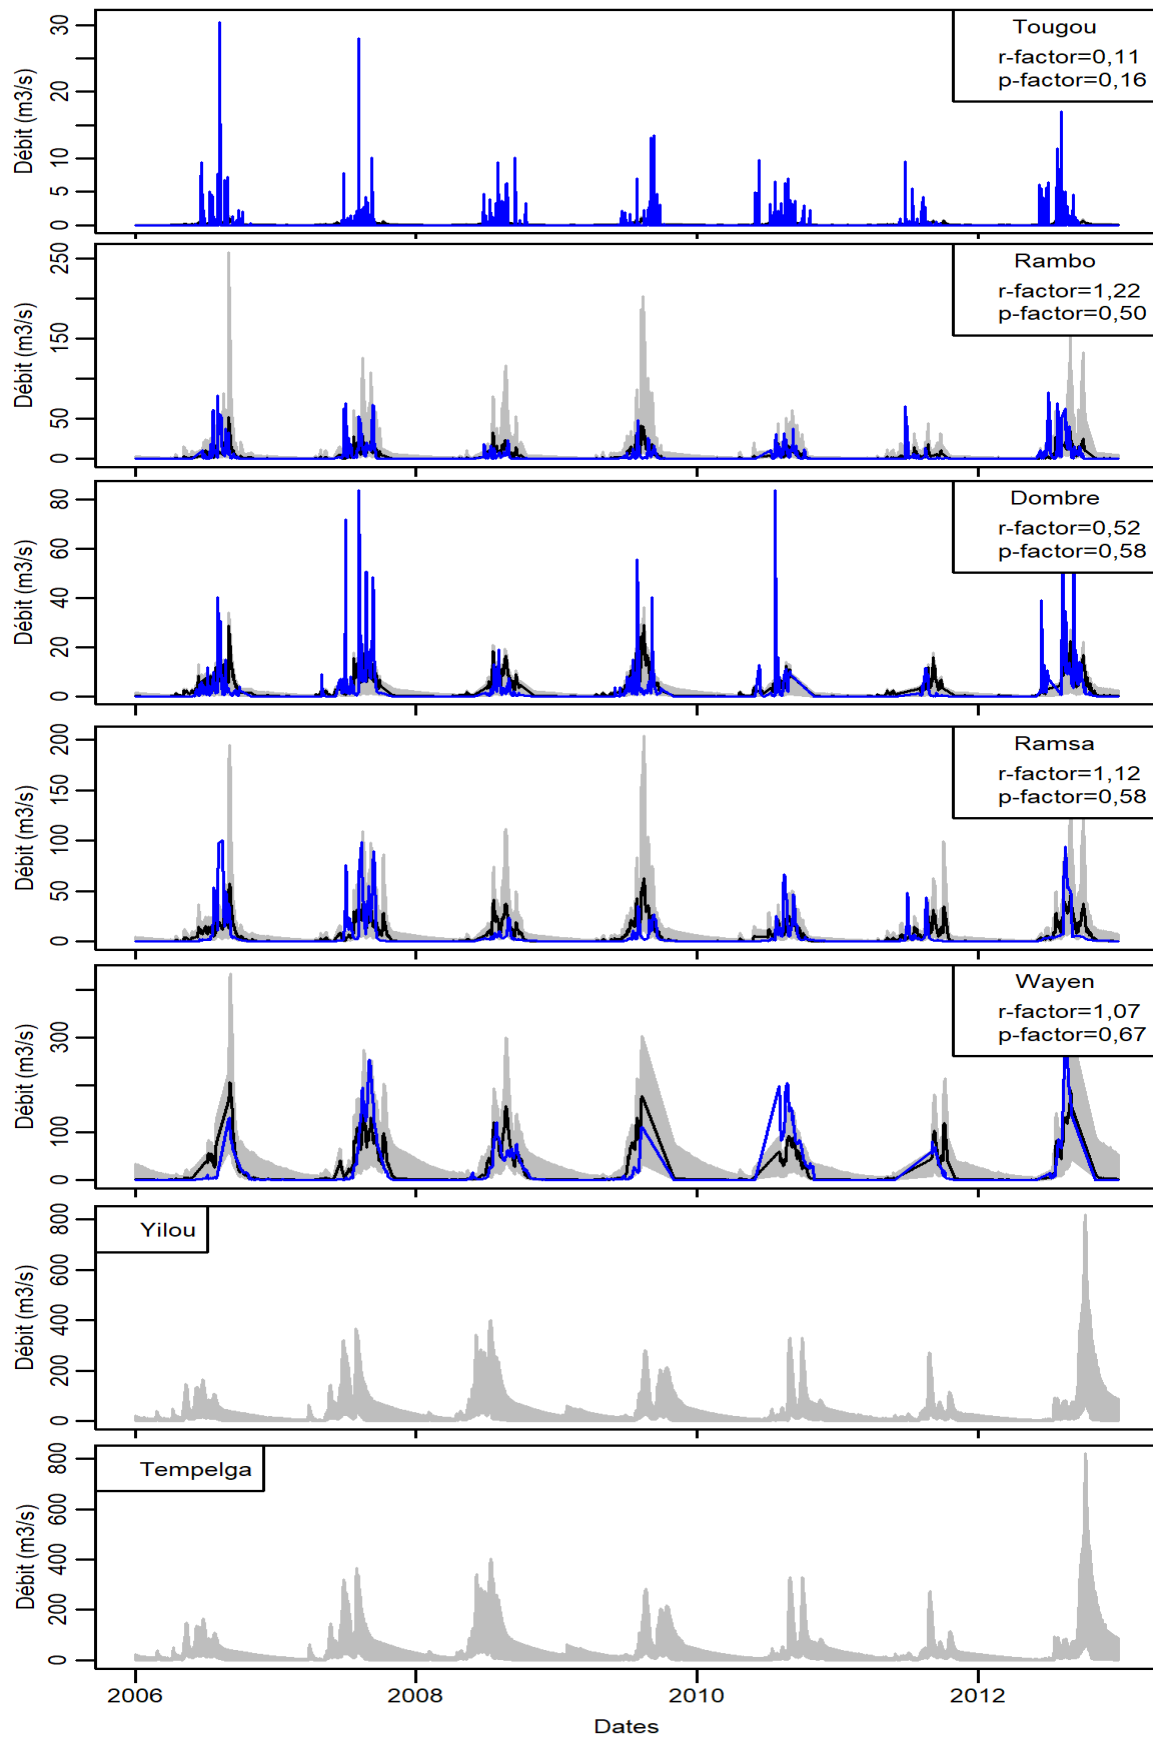 Débit (m3/s)
0 5 10 20 30
Tougou
r-factor=0,11
p-factor=0,16
Débit (m3/s)
0 50 150 250
Rambo
r-factor=1,22
p-factor=0,50
Débit (m3/s)
0 20 40 60 80
Dombre
r-factor=0,52
p-factor=0,58
Débit (m3/s)
0 50 100 150 200
Ramsa
r-factor=1,12
p-factor=0,58
Débit (m3/s)
0 100 300
Wayen
r-factor=1,07
p-factor=0,67
Débit (m3/s)
0 200 400 600 800
Yilou
Débit (m3/s)
0 200 400 600 800
Tempelga
2006 2008 2010 2012
Dates